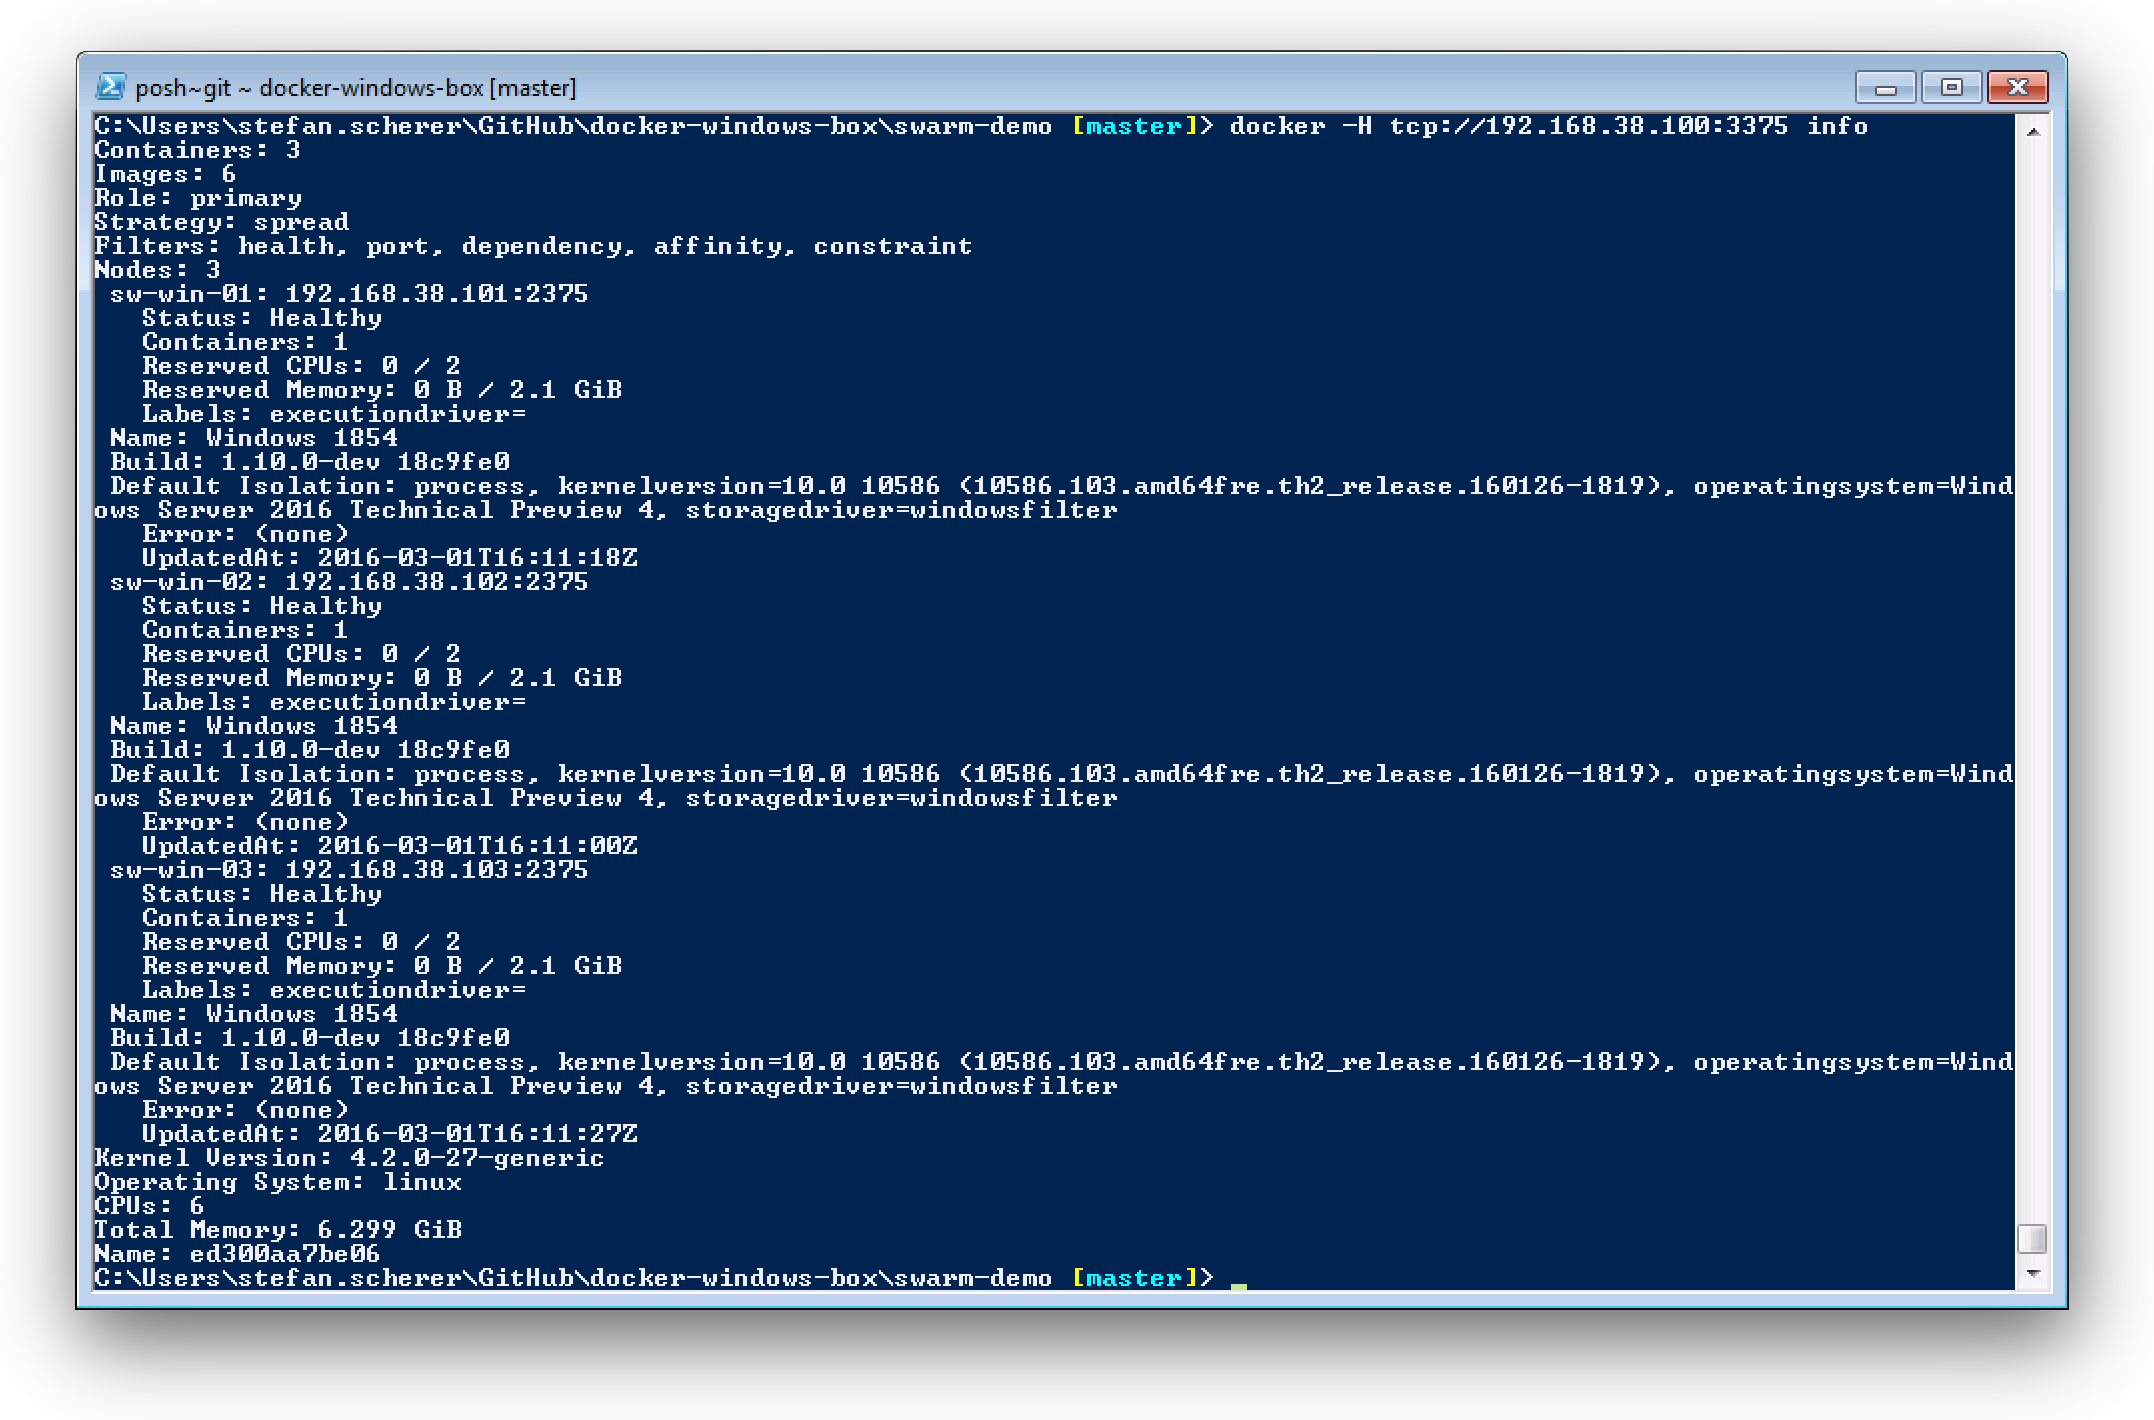 posh~git ~ docker-windows-box [master]
C:\Users\stefan.scherer\GitHub\docker-windows-box\swarm-demo [master]> docker -H tcp://192.168.38.100:3375 info
Containers: 3
Images: 6
Role: primary
Strategy: spread
Filters: health, port, dependency, affinity, constraint
Nodes: 3
 sw-win-01: 192.168.38.101:2375
   Status: Healthy
   Containers: 1
   Reserved CPUs: 0 / 2
   Reserved Memory: 0 B / 2.1 GiB
   Labels: executiondriver=
 Name: Windows 1854
 Build: 1.10.0-dev 18c9fe0
 Default Isolation: process, kernelversion=10.0 10586 (10586.103.amd64fre.th2_release.160126-1819), operatingsystem=Wind
ows Server 2016 Technical Preview 4, storagedriver=windowsfilter
   Error: (none)
   UpdatedAt: 2016-03-01T16:11:18Z
 sw-win-02: 192.168.38.102:2375
   Status: Healthy
   Containers: 1
   Reserved CPUs: 0 / 2
   Reserved Memory: 0 B / 2.1 GiB
   Labels: executiondriver=
 Name: Windows 1854
 Build: 1.10.0-dev 18c9fe0
 Default Isolation: process, kernelversion=10.0 10586 (10586.103.amd64fre.th2_release.160126-1819), operatingsystem=Wind
ows Server 2016 Technical Preview 4, storagedriver=windowsfilter
   Error: (none)
   UpdatedAt: 2016-03-01T16:11:00Z
 sw-win-03: 192.168.38.103:2375
   Status: Healthy
   Containers: 1
   Reserved CPUs: 0 / 2
   Reserved Memory: 0 B / 2.1 GiB
   Labels: executiondriver=
 Name: Windows 1854
 Build: 1.10.0-dev 18c9fe0
 Default Isolation: process, kernelversion=10.0 10586 (10586.103.amd64fre.th2_release.160126-1819), operatingsystem=Wind
ows Server 2016 Technical Preview 4, storagedriver=windowsfilter
   Error: (none)
   UpdatedAt: 2016-03-01T16:11:27Z
Kernel Version: 4.2.0-27-generic
Operating System: linux
CPUs: 6
Total Memory: 6.299 GiB
Name: ed300aa7be06
C:\Users\stefan.scherer\GitHub\docker-windows-box\swarm-demo [master]> _